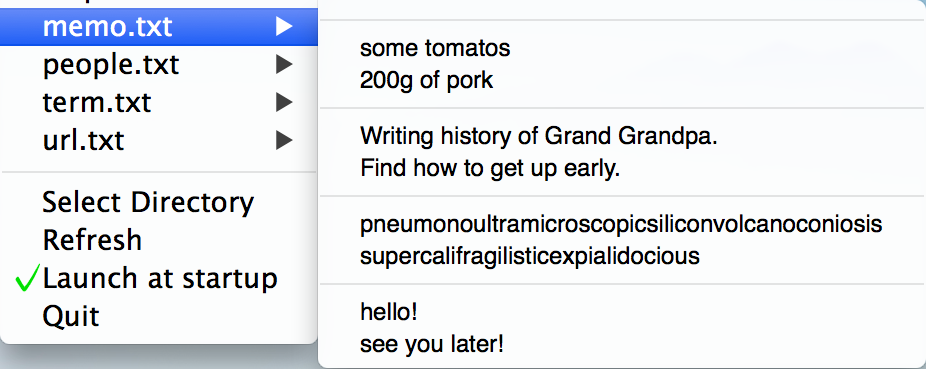 memo.txt
people.txt
term.txt
url.txt
Select Directory
Refresh
Launch at startup
Quit
some tomatos
200g of pork
Writing history of Grand Grandpa.
Find how to get up early.
pneumonoultramicroscopicsiliconvolcanoconiosis
supercalifragilisticexpialidocious
hello!
see you later!